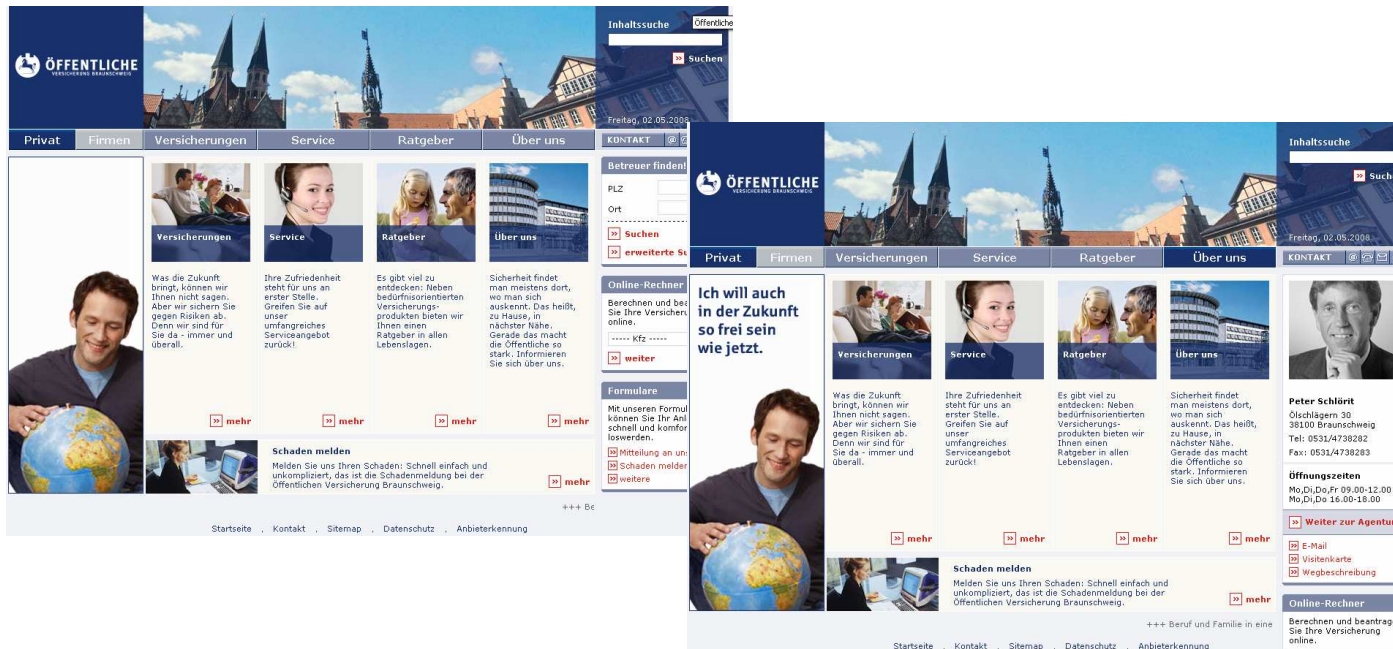 Inhaltssuche
Öffentliche
ÖFFENTLICHE
VERSICHERUNG BRAUNSCHWEIG
Suchen
Freitag, 02.05.2008
Privat Firmen Versicherungen Service Ratgeber Über uns
KONTAKT @
Betreuer finden!
PLZ
Ort
Suchen
erweiterte Su
Versicherungen
Service
Ratgeber
Über uns
Was die Zukunft
bringt, können wir
Ihnen nicht sagen.
Aber wir sichern Sie
gegen Risiken ab.
Denn wir sind für
Sie da - immer und
überall.
mehr
Ihre Zufriedenheit
steht für uns an
erster Stelle.
Greifen Sie auf
unser
umfangreiches
Serviceangebot
zurück!
mehr
Es gibt viel zu
entdecken: Neben
bedürfnisorientierten
Versicherungs-
produkten bieten wir
Ihnen einen
Ratgeber in allen
Lebenslagen.
mehr
Sicherheit findet
man meistens dort,
wo man sich
auskennt. Das heißt,
zu Hause, in
nächster Nähe.
Gerade das macht
die Öffentliche so
stark. Informieren
Sie sich über uns.
mehr
Online-Rechner
Berechnen und bea
Sie Ihre Versicheru
online.
----- Kfz -----
weiter
Formulare
Mit unseren Formul
können Sie Ihr Anl
schnell und komfor
loswerden.
Mitteilung an uns
Schaden melder
weitere
Schaden melden
Melden Sie uns Ihren Schaden: Schnell einfach und
unkompliziert, das ist die Schadenmeldung bei der
Öffentlichen Versicherung Braunschweig.
mehr
+++ Be
Startseite . Kontakt . Sitemap . Datenschutz . Anbieterkennung
Inhaltssuche
ÖFFENTLICHE
VERSICHERUNG BRAUNSCHWEIG
Such
Freitag, 02.05.2008
Privat Firmen Versicherungen Service Ratgeber Über uns
KONTAKT @
Ich will auch
in der Zukunft
so frei sein
wie jetzt.
Versicherungen
Service
Ratgeber
Über uns
Was die Zukunft
bringt, können wir
Ihnen nicht sagen.
Aber wir sichern Sie
gegen Risiken ab.
Denn wir sind für
Sie da - immer und
überall.
mehr
Ihre Zufriedenheit
steht für uns an
erster Stelle.
Greifen Sie auf
unser
umfangreiches
Serviceangebot
zurück!
mehr
Es gibt viel zu
entdecken: Neben
bedürfnisorientierten
Versicherungs-
produkten bieten wir
Ihnen einen
Ratgeber in allen
Lebenslagen.
mehr
Sicherheit findet
man meistens dort,
wo man sich
auskennt. Das heißt,
zu Hause, in
nächster Nähe.
Gerade das macht
die Öffentliche so
stark. Informieren
Sie sich über uns.
mehr
Peter Schlörit
Ölschlägern 30
38100 Braunschweig
Tel: 0531/4738282
Fax: 0531/4738283
Öffnungszeiten
Mo,Di,Do,Fr 09.00-12.00
Mo,Di,Do 16.00-18.00
Weiter zur Agentur
E-Mail
Visitenkarte
Wegbeschreibung
Online-Rechner
Berechnen und beantrage
Sie Ihre Versicherung
online.
Schaden melden
Melden Sie uns Ihren Schaden: Schnell einfach und
unkompliziert, das ist die Schadenmeldung bei der
Öffentlichen Versicherung Braunschweig.
mehr
+++ Beruf und Familie in eine
Startseite . Kontakt . Sitemap . Datenschutz . Anbieterkennung